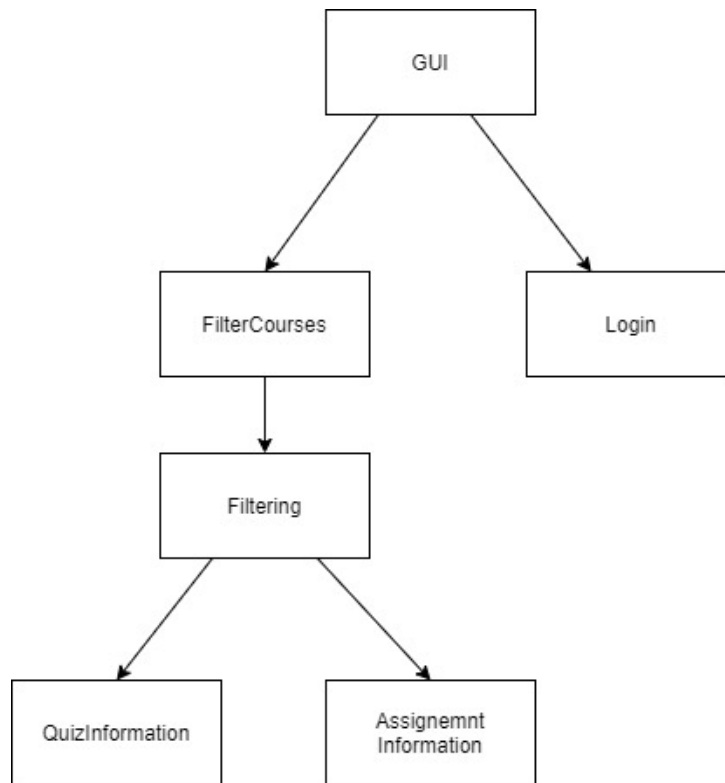 GUI
FilterCourses
Login
Filtering
QuizInformation
Assignemnt
Information